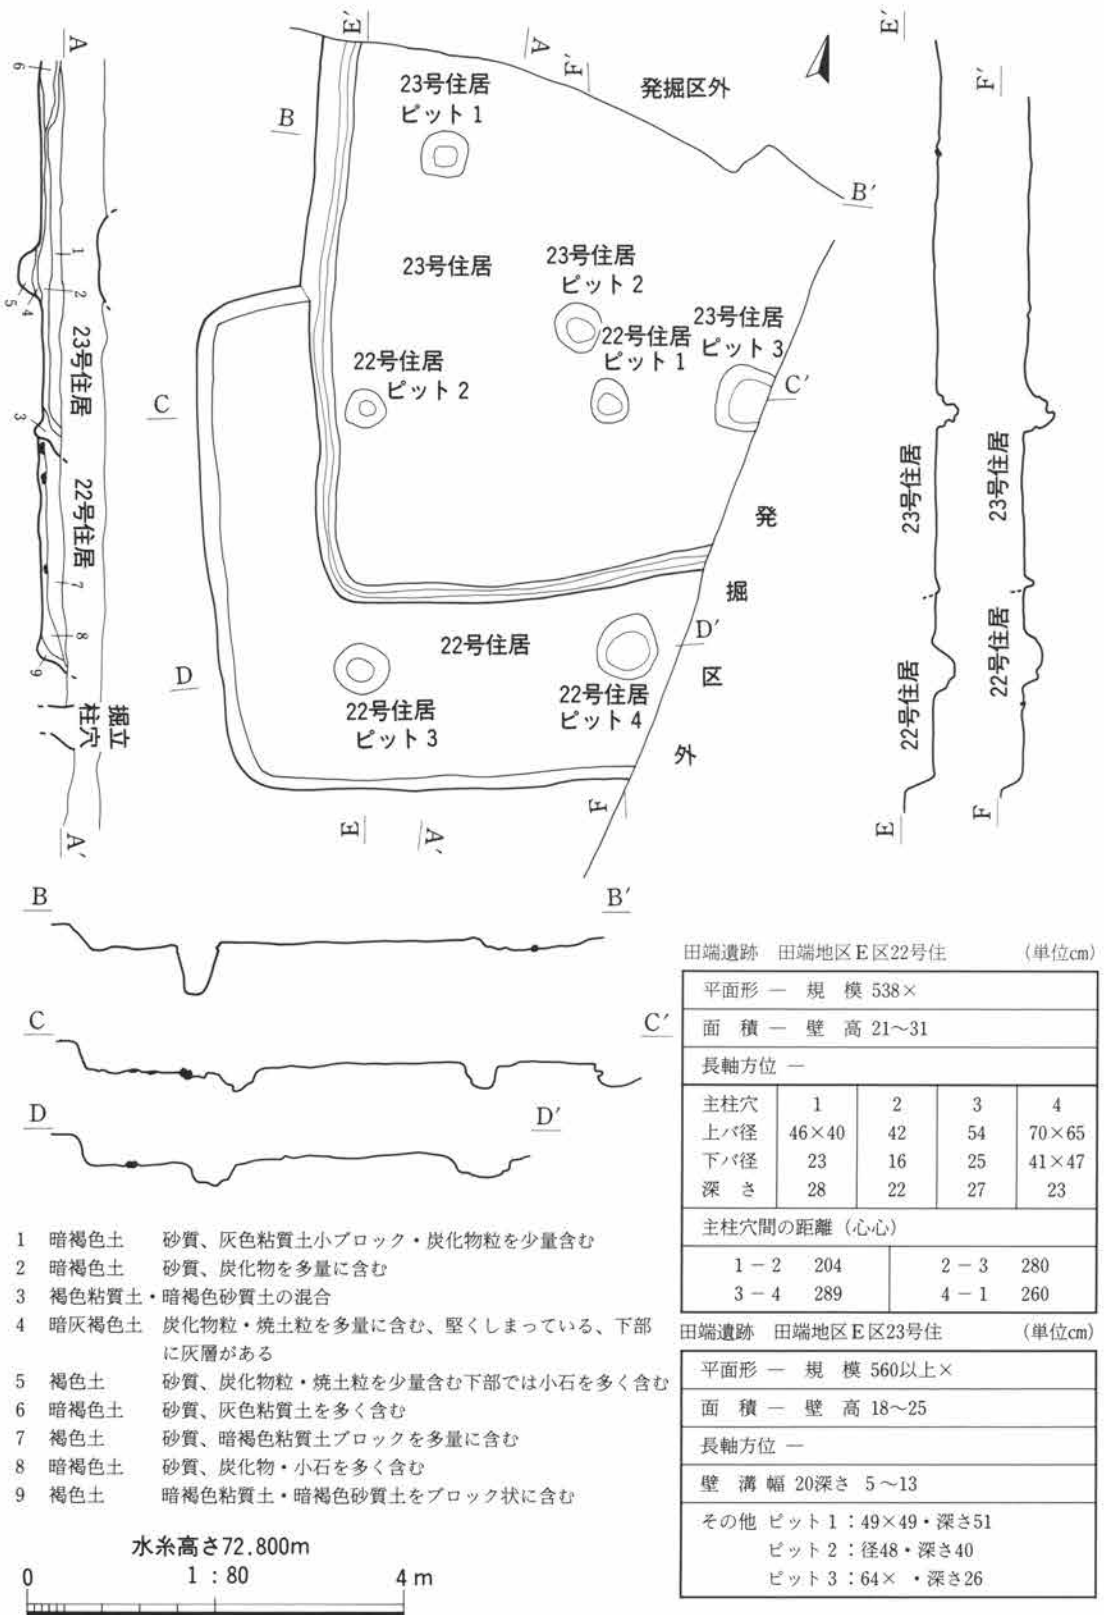 E′
A
F′
発掘区外
23号住居
ピット 1
B
B′
23号住居
23号住居
ピット 2
22号住居
ピット 1
23号住居
ピット 3
22号住居
ピット 2
C
C′
発掘区外
22号住居
D
D′
22号住居
ピット 3
22号住居
ピット 4
E
A′
F
A
6
1
2
5
4
23号住居
3
22号住居
7
8
9
掘立
柱穴
A′
E′
F′
23号住居
23号住居
22号住居
22号住居
E
F
B
B′
C
C′
D
D′
1 暗褐色土 砂質、灰色粘質土小ブロック・炭化物粒を少量含む
2 暗褐色土 砂質、炭化物を多量に含む
3 褐色粘質土・暗褐色砂質土の混合
4 暗灰褐色土 炭化物粒・焼土粒を多量に含む、堅くしまっている、下部
に灰層がある
5 褐色土 砂質、炭化物粒・焼土粒を少量含む下部では小石を多く含む
6 暗褐色土 砂質、灰色粘質土を多く含む
7 褐色土 砂質、暗褐色粘質土ブロックを多量に含む
8 暗褐色土 砂質、炭化物・小石を多く含む
9 褐色土 暗褐色粘質土・暗褐色砂質土をブロック状に含む
水糸高さ72.800m
0 1:80 4m
田端遺跡 田端地区E区22号住 (単位cm)
平面形 ― 規 模 538×
面 積 ― 壁 高 21〜31
長軸方位 ―
主柱穴 1 2 3 4
上バ径 46×40 42 54 70×65
下バ径 23 16 25 41×47
深 さ 28 22 27 23
主柱穴間の距離（心心）
1−2 204 2−3 280
3−4 289 4−1 260
田端遺跡 田端地区E区23号住 (単位cm)
平面形 ― 規 模 560以上×
面 積 ― 壁 高 18〜25
長軸方位 ―
壁 溝 幅 20深さ 5〜13
その他 ピット1：49×49・深さ51
ピット2：径48・深さ40
ピット3：64× ・深さ26